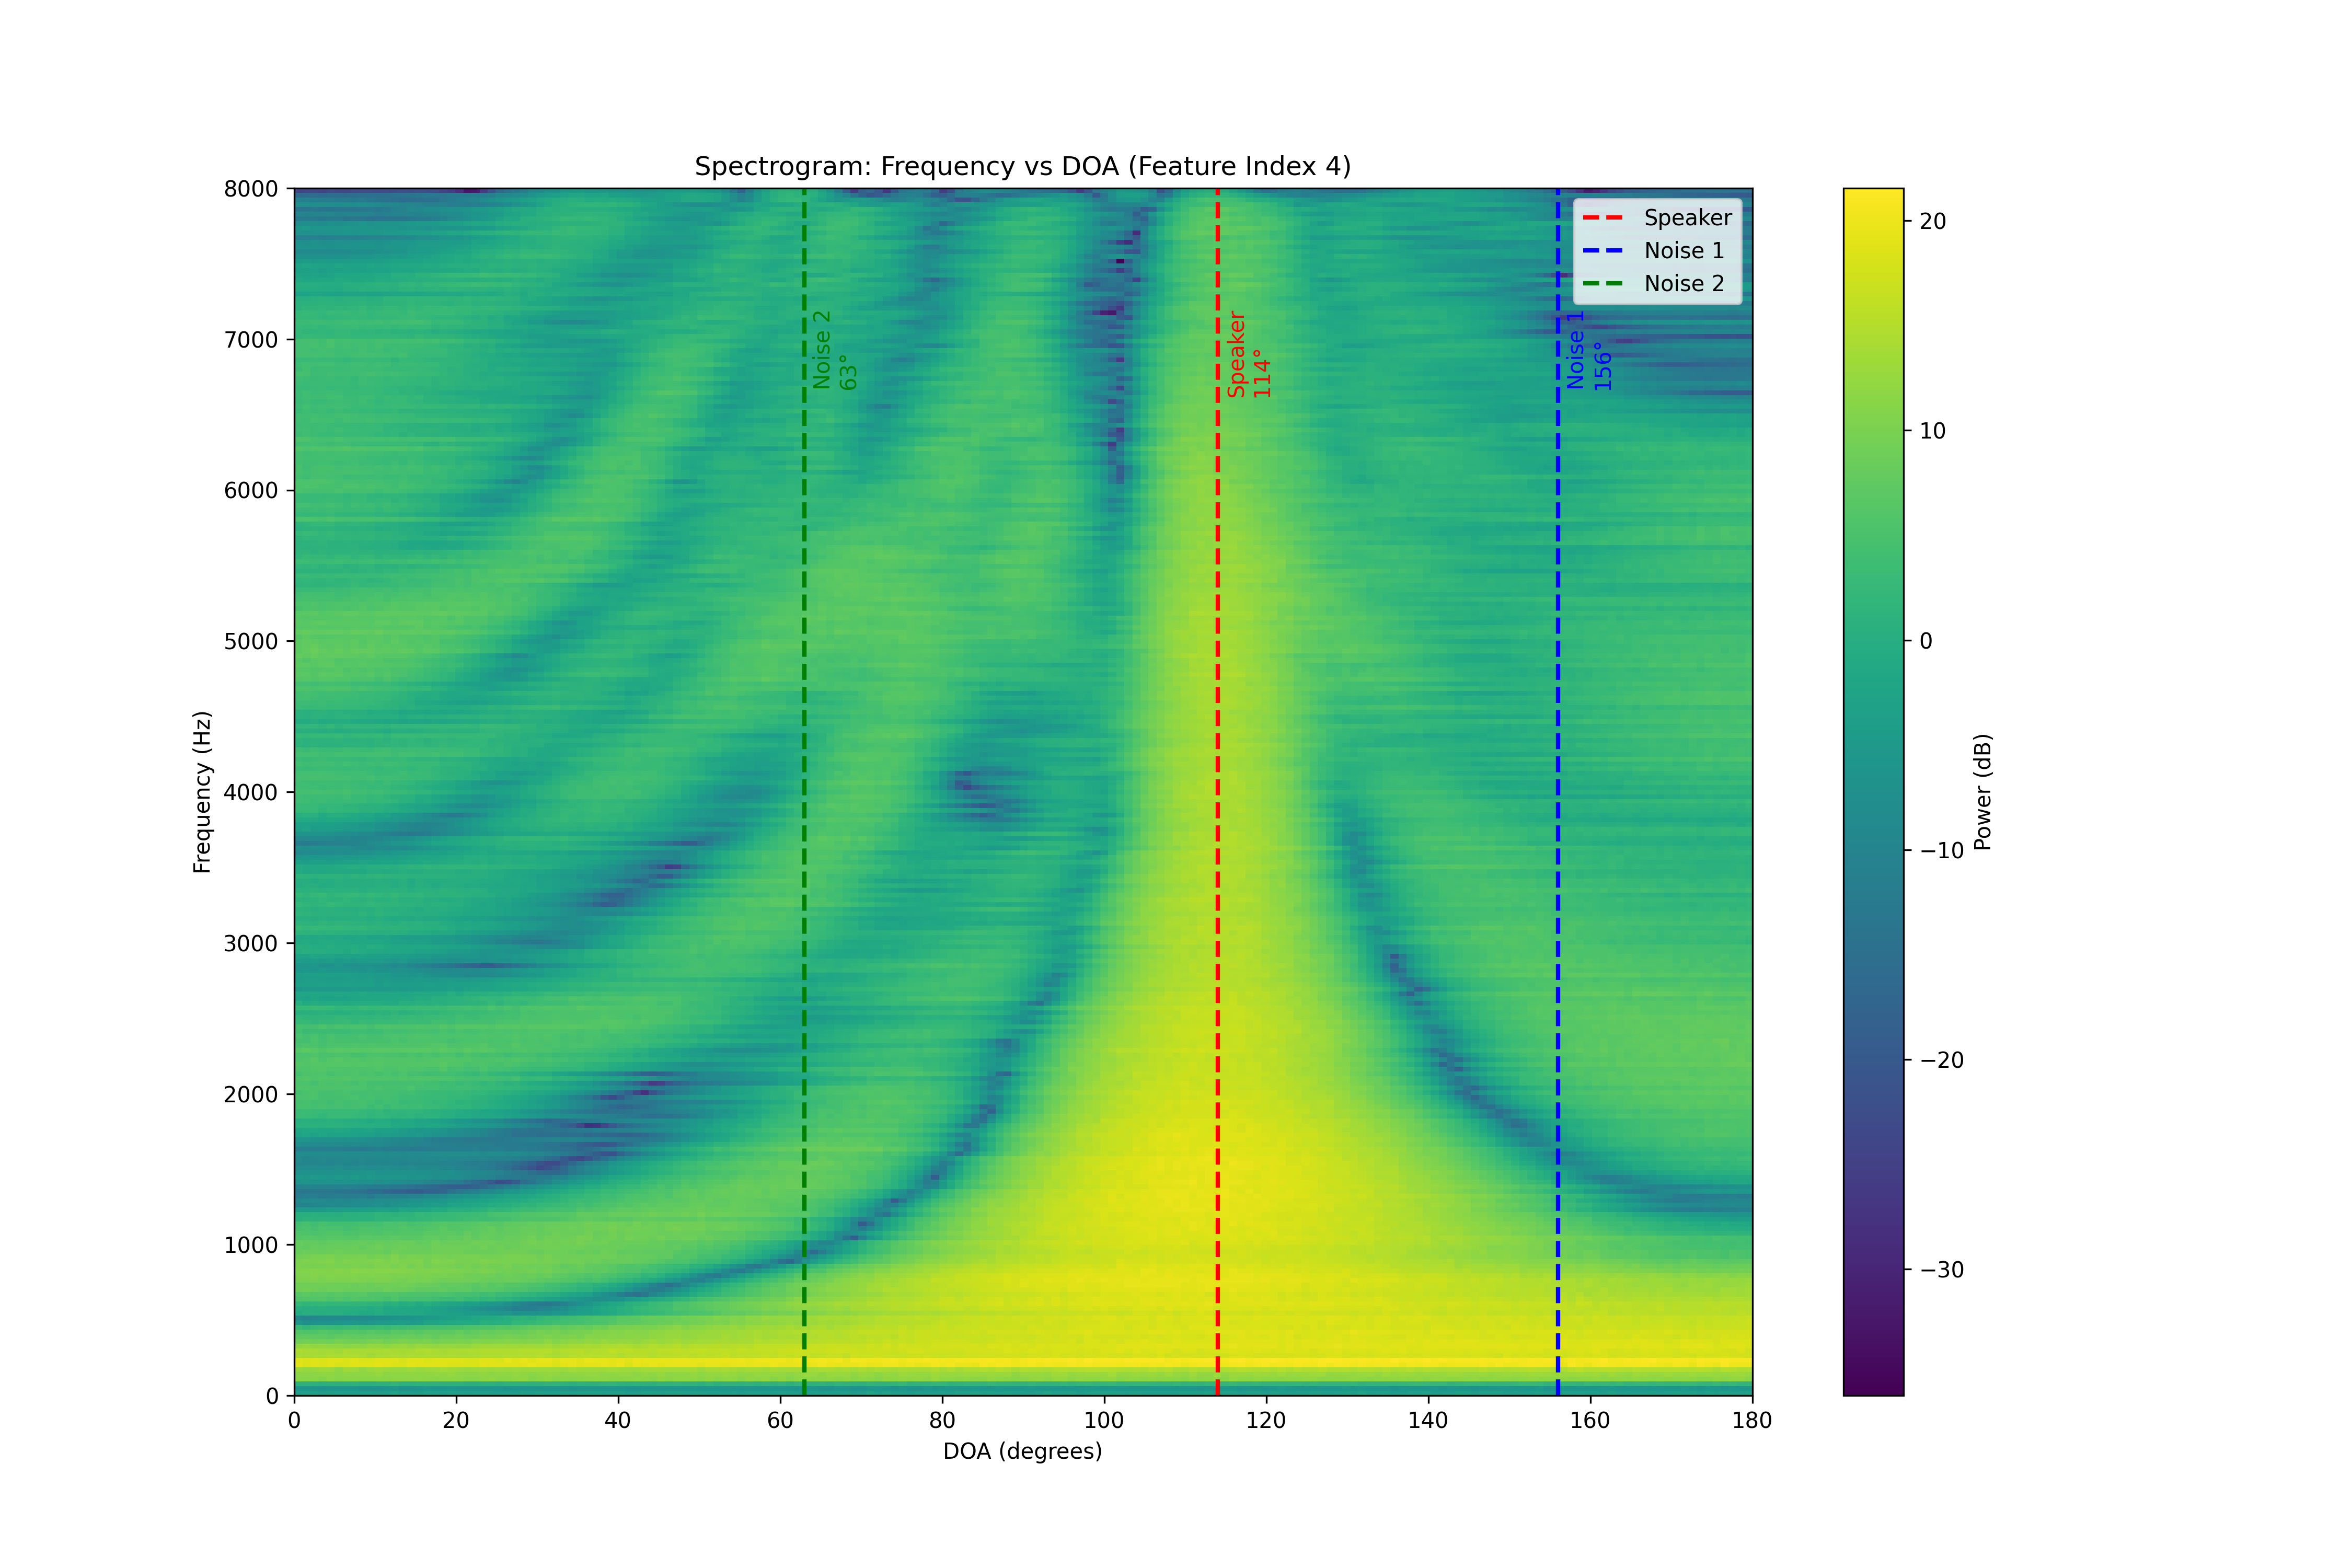 Spectrogram: Frequency vs DOA (Feature Index 4)
8000
7000
6000
5000
4000
3000
2000
1000
0
Frequency (Hz)
0 20 40 60 80 100 120 140 160 180
DOA (degrees)
Noise 2
63°
Speaker
114°
Noise 1
156°
Speaker
Noise 1
Noise 2
20
10
0
−10
−20
−30
Power (dB)